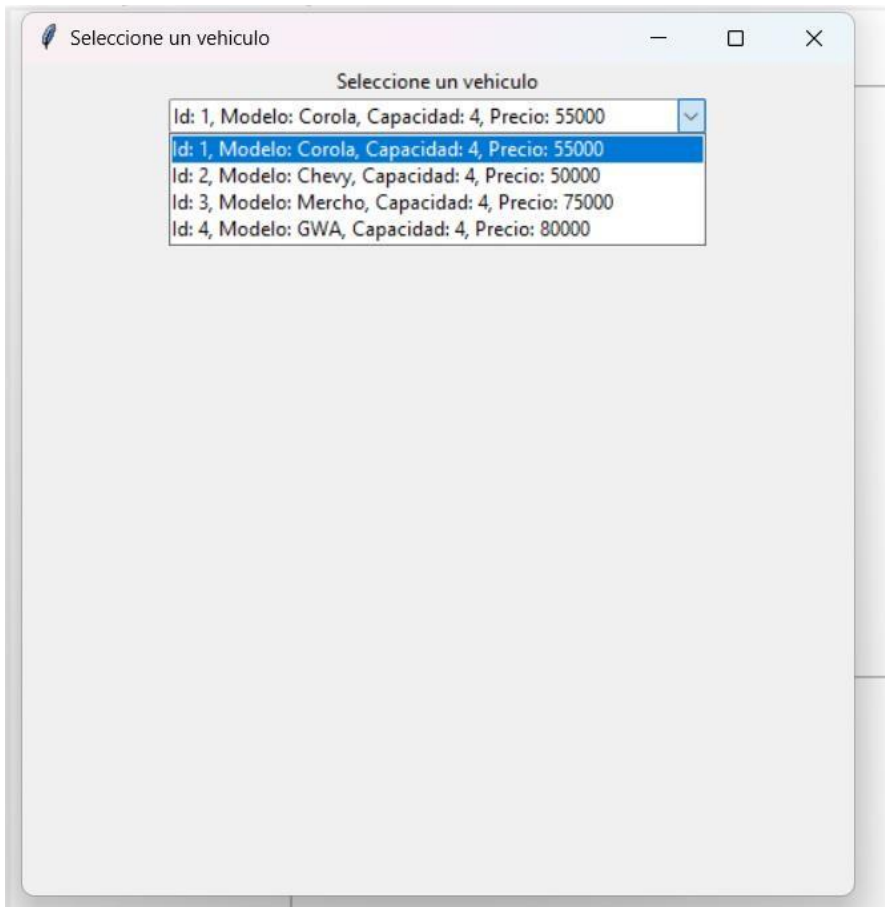 Seleccione un vehiculo
Seleccione un vehiculo
Id: 1, Modelo: Corola, Capacidad: 4, Precio: 55000
Id: 1, Modelo: Corola, Capacidad: 4, Precio: 55000
Id: 2, Modelo: Chevy, Capacidad: 4, Precio: 50000
Id: 3, Modelo: Mercho, Capacidad: 4, Precio: 75000
Id: 4, Modelo: GWA, Capacidad: 4, Precio: 80000